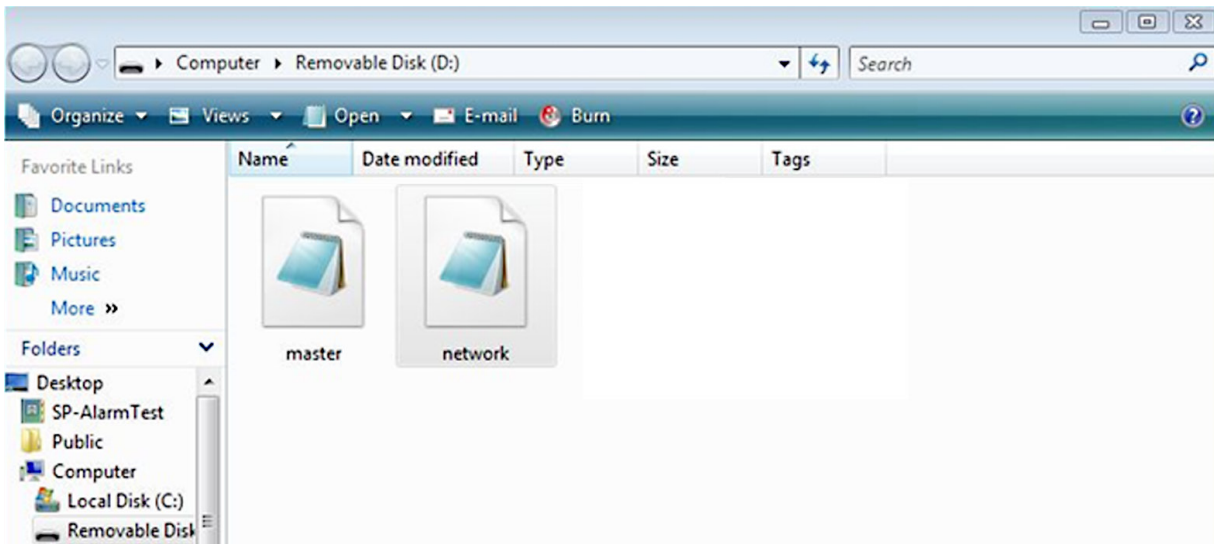 Computer ▸ Removable Disk (D:)
Search
Organize Views Open E-mail Burn
Favorite Links
Name Date modified Type Size Tags
Documents
Pictures
Music
More »
Folders
master network
Desktop
SP-AlarmTest
Public
Computer
Local Disk (C:)
Removable Disk